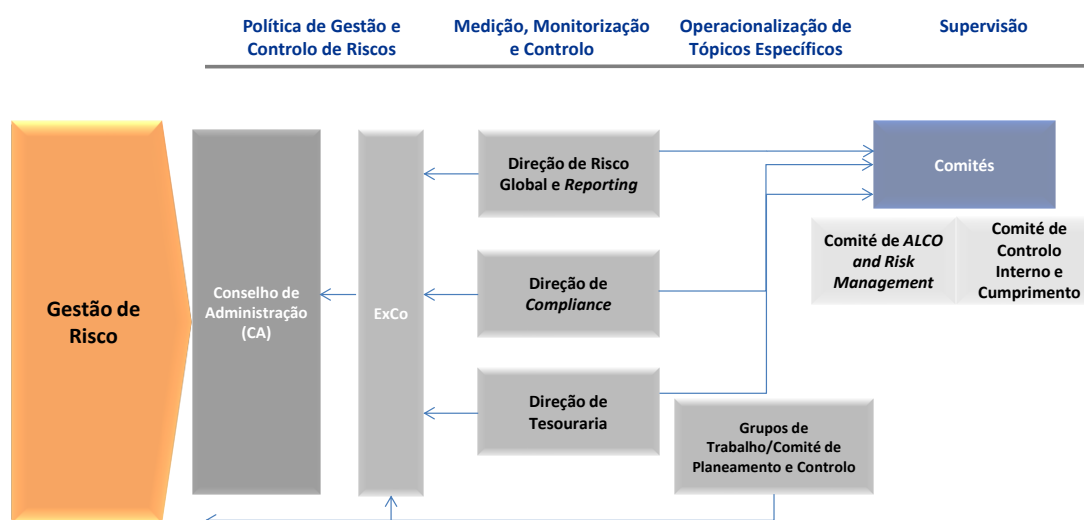 Política de Gestão e
Controlo de Riscos
Medição, Monitorização
e Controlo
Operacionalização de
Tópicos Específicos
Supervisão
Gestão de
Risco
Conselho de
Administração
(CA)
ExCo
Direção de Risco
Global e Reporting
Direção de
Compliance
Direção de
Tesouraria
Grupos de
Trabalho/Comité de
Planeamento e Controlo
Comités
Comité de ALCO
and Risk
Management
Comité de
Controlo
Interno e
Cumprimento